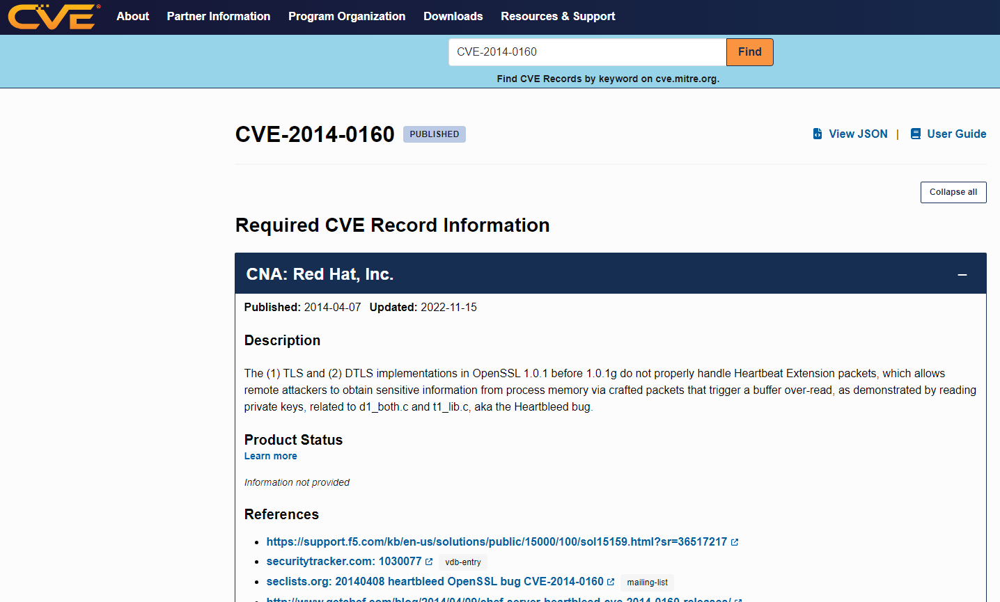 CVE®
About Partner Information Program Organization Downloads Resources & Support
CVE-2014-0160 Find
Find CVE Records by keyword on cve.mitre.org.
CVE-2014-0160 PUBLISHED View JSON | User Guide
Collapse all
Required CVE Record Information
CNA: Red Hat, Inc.
Published: 2014-04-07 Updated: 2022-11-15
Description
The (1) TLS and (2) DTLS implementations in OpenSSL 1.0.1 before 1.0.1g do not properly handle Heartbeat Extension packets, which allows
remote attackers to obtain sensitive information from process memory via crafted packets that trigger a buffer over-read, as demonstrated by reading
private keys, related to d1_both.c and t1_lib.c, aka the Heartbleed bug.
Product Status
Learn more
Information not provided
References
https://support.f5.com/kb/en-us/solutions/public/15000/100/sol15159.html?sr=36517217
securitytracker.com: 1030077 vdb-entry
seclists.org: 20140408 heartbleed OpenSSL bug CVE-2014-0160 mailing-list
http://www.getchef.com/blog/2014/04/09/chef-server-heartbleed-cve-2014-0160-releases/